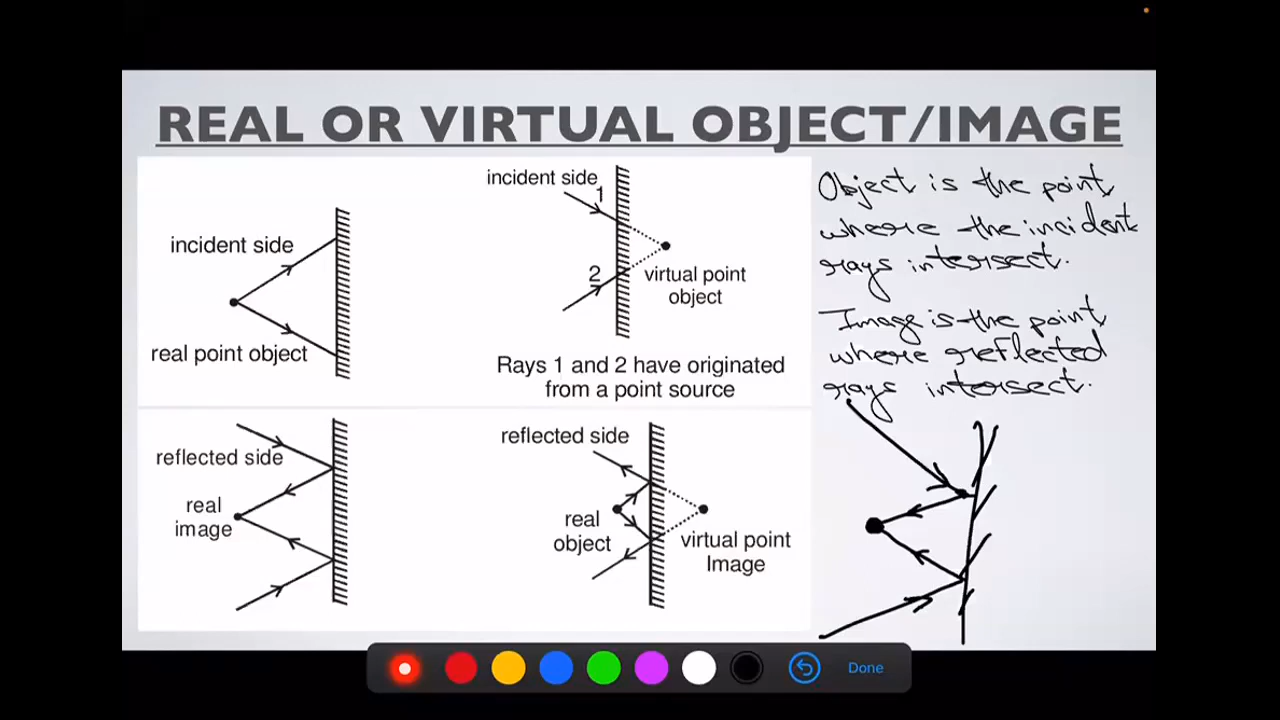 REAL OR VIRTUAL OBJECT/IMAGE
incident side
real point object
incident side
1
2
virtual point
object
Rays 1 and 2 have originated
from a point source
reflected side
real
image
reflected side
real
object
virtual point
Image
Object is the point
where the incident
rays intersect.
Image is the point
where reflected
rays intersect.
Done